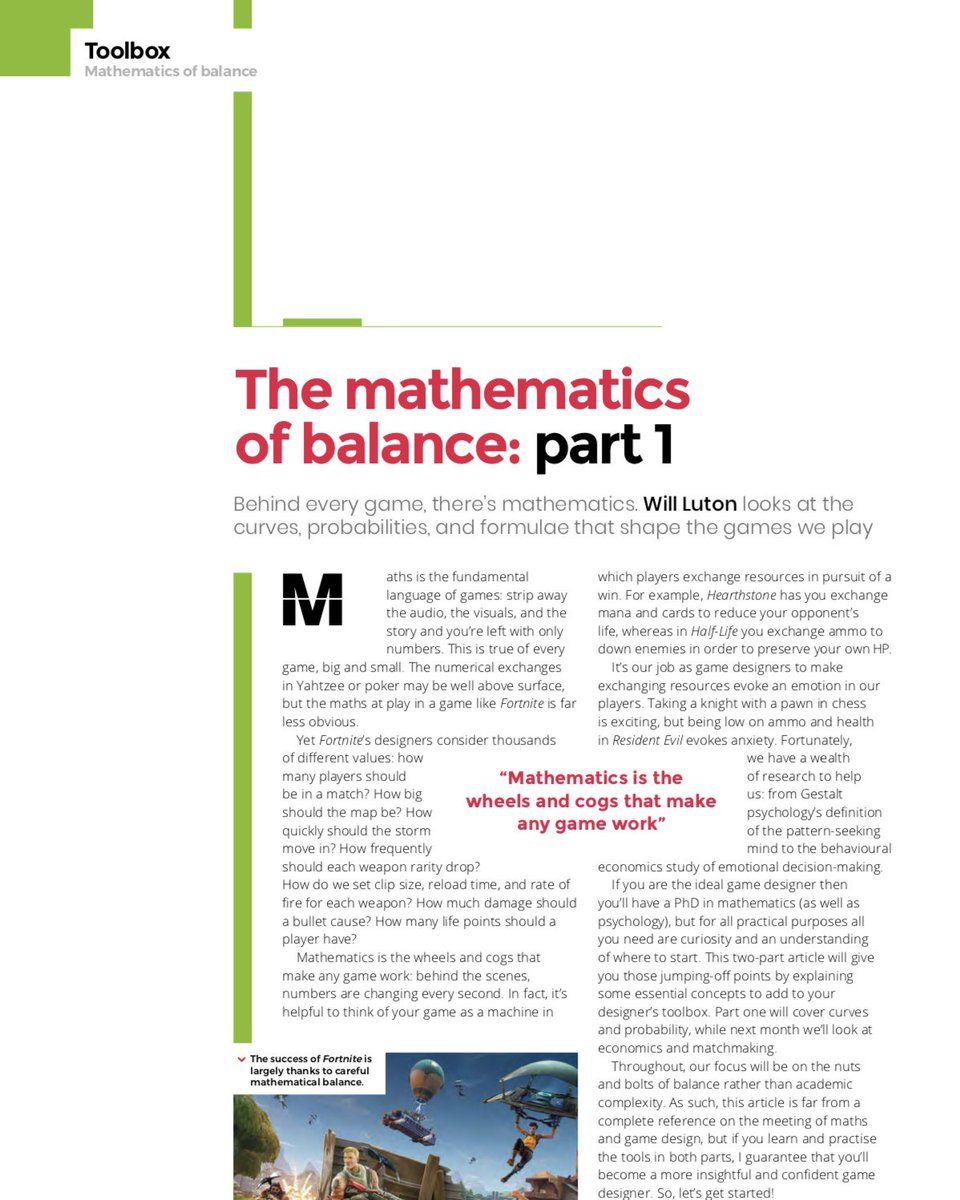 Toolbox
Mathematics of balance
The mathematics
of balance: part 1
Behind every game, there's mathematics. Will Luton looks at the
curves, probabilities, and formulae that shape the games we play
Maths is the fundamental
language of games: strip away
the audio, the visuals, and the
story and you're left with only
numbers. This is true of every
game, big and small. The numerical exchanges
in Yahtzee or poker may be well above surface,
but the maths at play in a game like Fortnite is far
less obvious.
Yet Fortnite's designers consider thousands
of different values: how
many players should
be in a match? How big
should the map be? How
quickly should the storm
move in? How frequently
should each weapon rarity drop?
How do we set clip size, reload time, and rate of
fire for each weapon? How much damage should
a bullet cause? How many life points should a
player have?
Mathematics is the wheels and cogs that
make any game work: behind the scenes,
numbers are changing every second. In fact, it's
helpful to think of your game as a machine in
which players exchange resources in pursuit of a
win. For example, Hearthstone has you exchange
mana and cards to reduce your opponent's
life, whereas in Half-Life you exchange ammo to
down enemies in order to preserve your own HP.
It's our job as game designers to make
exchanging resources evoke an emotion in our
players. Taking a knight with a pawn in chess
is exciting, but being low on ammo and health
in Resident Evil evokes anxiety. Fortunately,
we have a wealth
of research to help
us: from Gestalt
psychology's definition
of the pattern-seeking
mind to the behavioural
economics study of emotional decision-making.
If you are the ideal game designer then
you'll have a PhD in mathematics (as well as
psychology), but for all practical purposes all
you need are curiosity and an understanding
of where to start. This two-part article will give
you those jumping-off points by explaining
some essential concepts to add to your
designer's toolbox. Part one will cover curves
and probability, while next month we'll look at
economics and matchmaking.
Throughout, our focus will be on the nuts
and bolts of balance rather than academic
complexity. As such, this article is far from a
complete reference on the meeting of maths
and game design, but if you learn and practise
the tools in both parts, I guarantee that you'll
become a more insightful and confident game
designer. So, let's get started!
"Mathematics is the
wheels and cogs that make
any game work"
The success of Fortnite is
largely thanks to careful
mathematical balance.